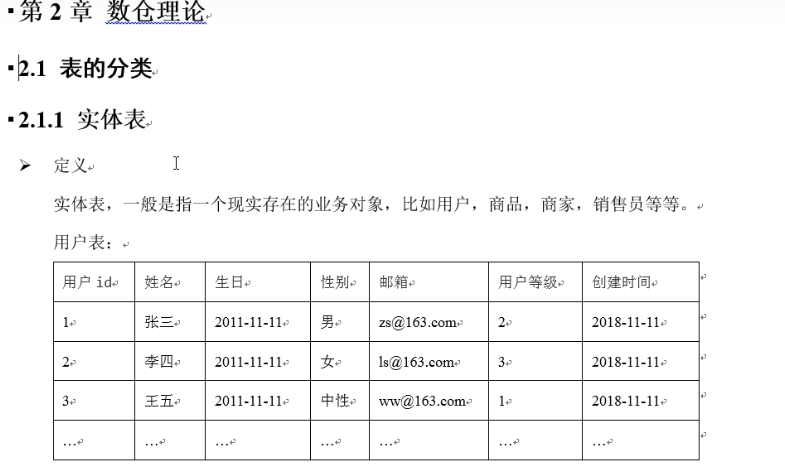 第 2 章 数仓理论
2.1 表的分类
2.1.1 实体表
定义
实体表，一般是指一个现实存在的业务对象，比如用户，商品，商家，销售员等等。
用户表：
用户 id 姓名 生日 性别 邮箱 用户等级 创建时间
1 张三 2011-11-11 男 zs@163.com 2 2018-11-11
2 李四 2011-11-11 女 ls@163.com 3 2018-11-11
3 王五 2011-11-11 中性 ww@163.com 1 2018-11-11
… … … … … … …